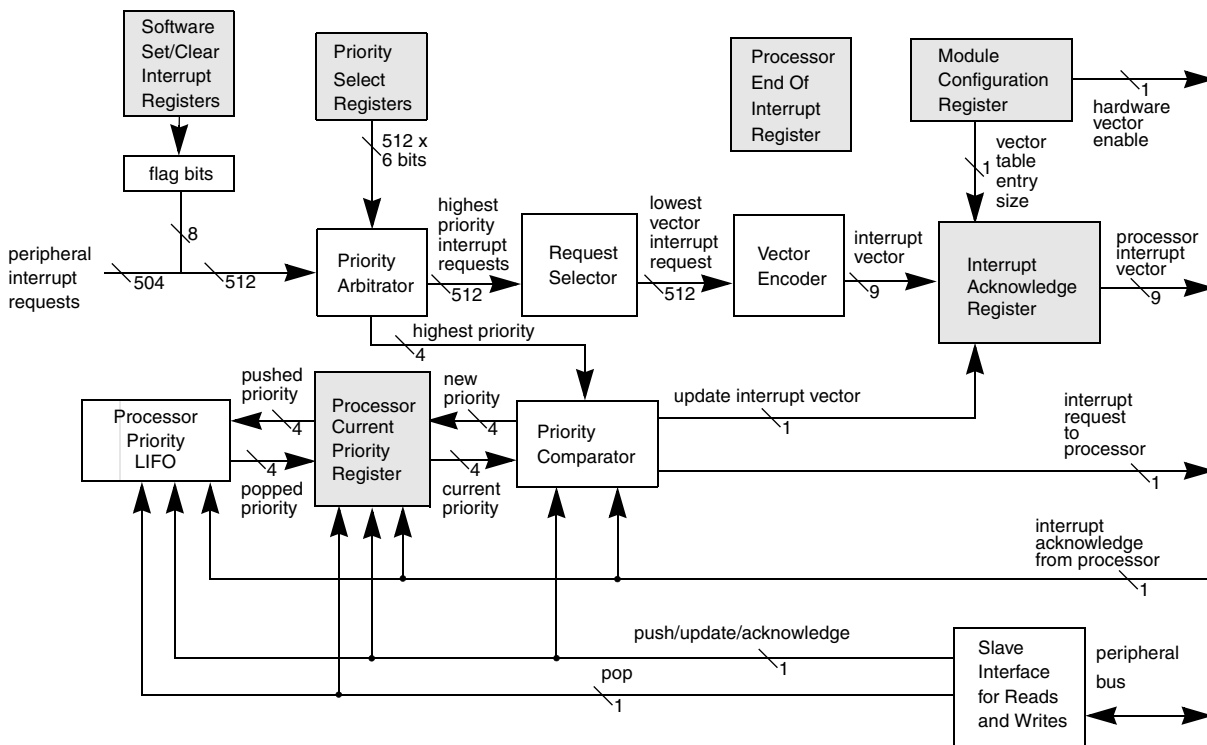 Software
Set/Clear
Interrupt
Registers
Priority
Select
Registers
Processor
End Of
Interrupt
Register
Module
Configuration
Register
1
hardware
vector
enable
flag bits
512 x
6 bits
1
vector
table
entry
size
8
peripheral
interrupt
requests
504
512
Priority
Arbitrator
highest
priority
interrupt
requests
512
Request
Selector
lowest
vector
interrupt
request
512
Vector
Encoder
interrupt
vector
9
Interrupt
Acknowledge
Register
processor
interrupt
vector
9
highest priority
4
Processor
Priority
LIFO
pushed
priority
4
4
popped
priority
Processor
Current
Priority
Register
new
priority
4
4
current
priority
Priority
Comparator
update interrupt vector
1
interrupt
request
to
processor
1
interrupt
acknowledge
from processor
1
push/update/acknowledge
1
pop
1
Slave
Interface
for Reads
and Writes
peripheral
bus